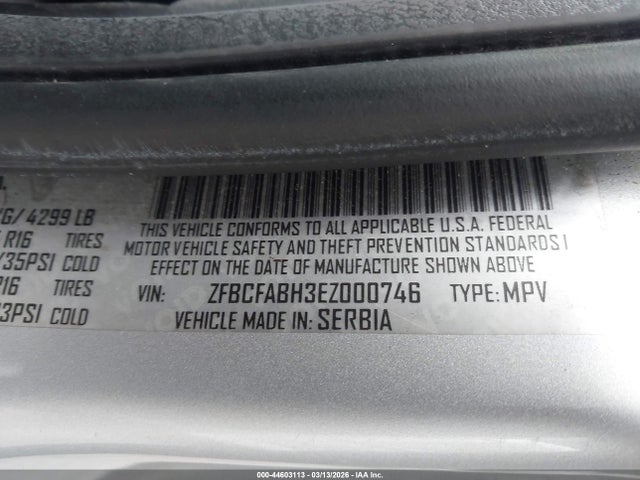 G/ 4299 LB
R16 TIRES
/35PSI COLD
R16 TIRES
3PSI COLD
THIS VEHICLE CONFORMS TO ALL APPLICABLE U.S.A. FEDERAL
MOTOR VEHICLE SAFETY AND THEFT PREVENTION STANDARDS I
EFFECT ON THE DATE OF MANUFACTURE SHOWN ABOVE
VIN: ZFBCFABH3EZ000746 TYPE: MPV
VEHICLE MADE IN: SERBIA
000-44603113 - 03/13/2026 - IAA Inc.